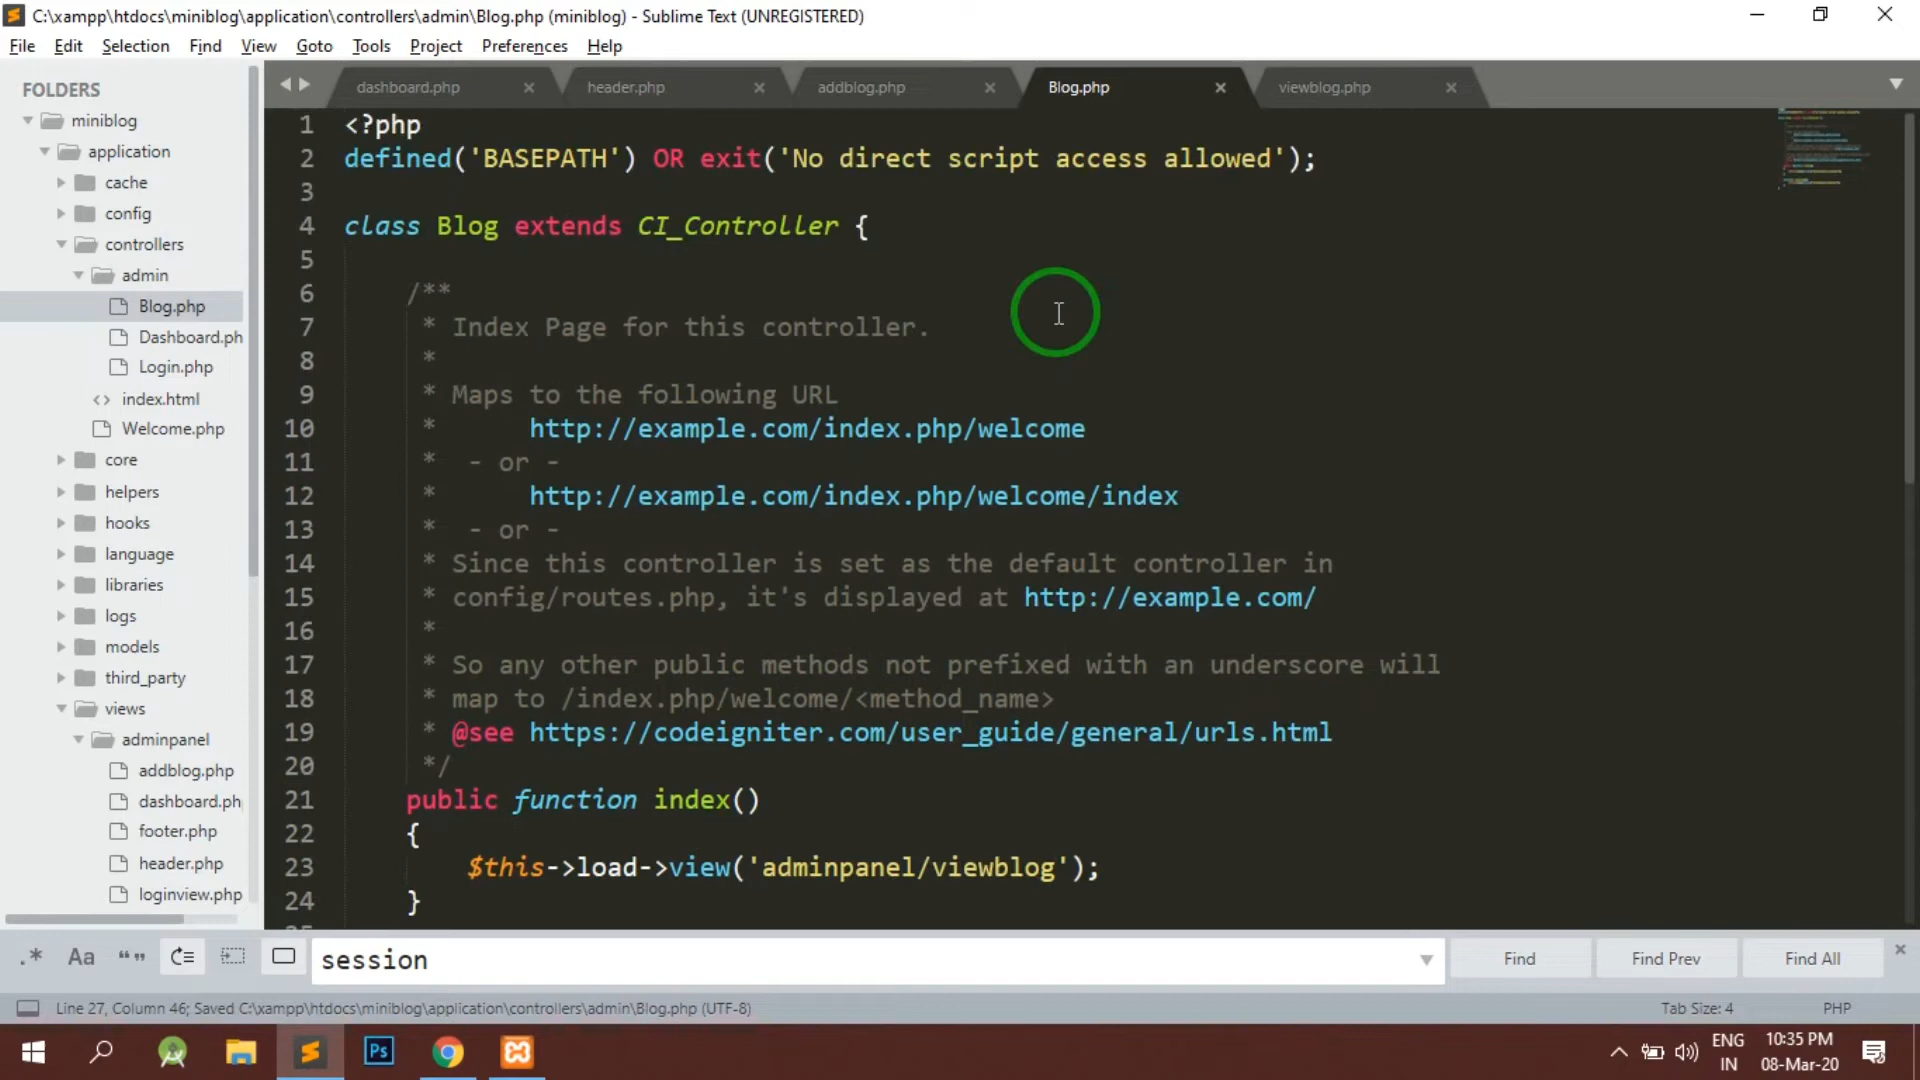 C:\xampp\htdocs\miniblog\application\controllers\admin\Blog.php (miniblog) - Sublime Text (UNREGISTERED)
File Edit Selection Find View Goto Tools Project Preferences Help
FOLDERS
miniblog
application
cache
config
controllers
admin
Blog.php
Dashboard.ph
Login.php
index.html
Welcome.php
core
helpers
hooks
language
libraries
logs
models
third_party
views
adminpanel
addblog.php
dashboard.ph
footer.php
header.php
loginview.php
dashboard.php header.php addblog.php Blog.php viewblog.php
1 <?php
2 defined('BASEPATH') OR exit('No direct script access allowed');
3
4 class Blog extends CI_Controller {
5
6 /**
7 * Index Page for this controller.
8 *
9 * Maps to the following URL
10 * http://example.com/index.php/welcome
11 * - or -
12 * http://example.com/index.php/welcome/index
13 * - or -
14 * Since this controller is set as the default controller in
15 * config/routes.php, it's displayed at http://example.com/
16 *
17 * So any other public methods not prefixed with an underscore will
18 * map to /index.php/welcome/<method_name>
19 * @see https://codeigniter.com/user_guide/general/urls.html
20 */
21 public function index()
22 {
23 $this->load->view('adminpanel/viewblog');
24 }
.* Aa “” session Find Find Prev Find All
Line 27, Column 46; Saved C:\xampp\htdocs\miniblog\application\controllers\admin\Blog.php (UTF-8) Tab Size: 4 PHP
Ps
ENG
IN
10:35 PM
08-Mar-20